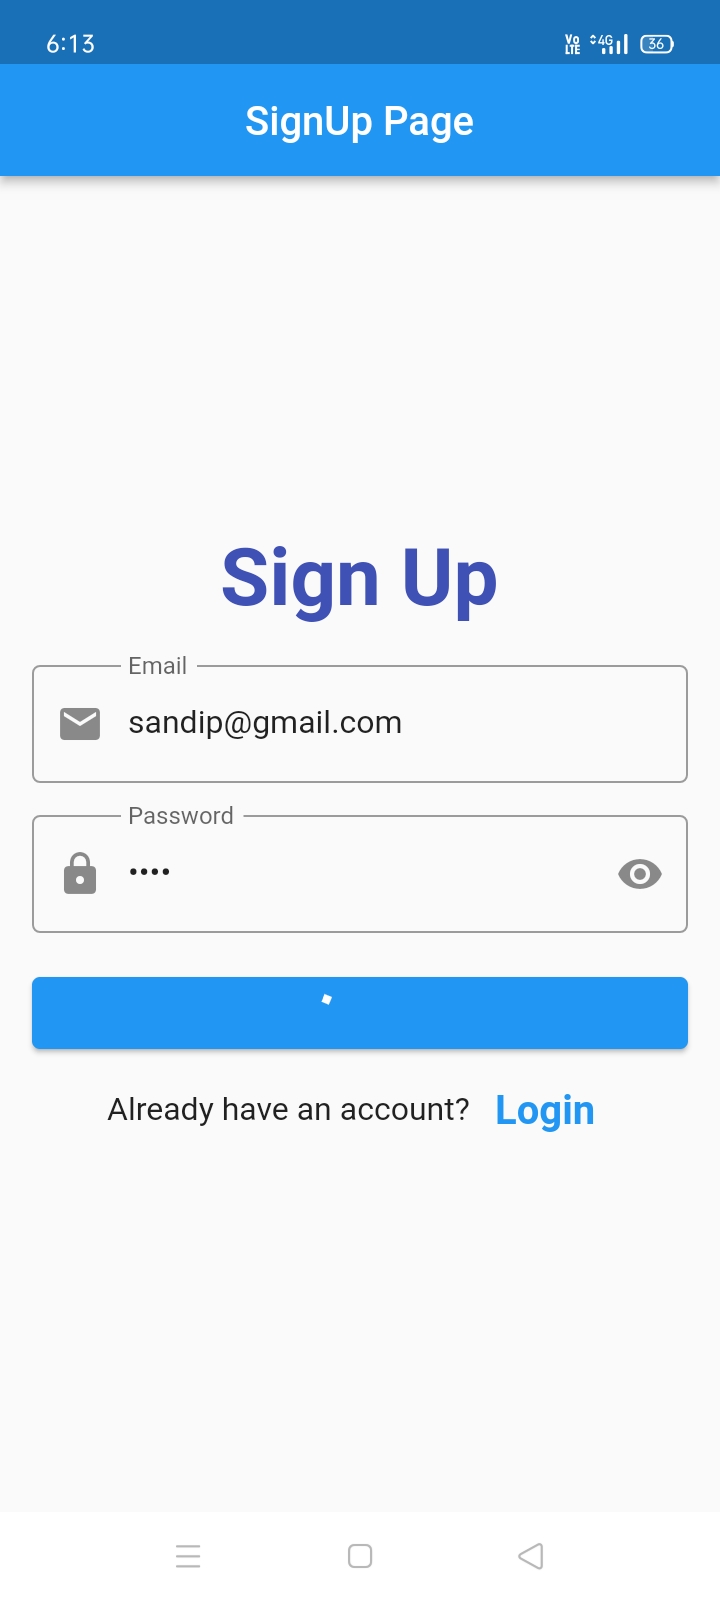 6:13
Vo LTE 4G 36
SignUp Page
Sign Up
Email
sandip@gmail.com
Password
••••
Already have an account? Login